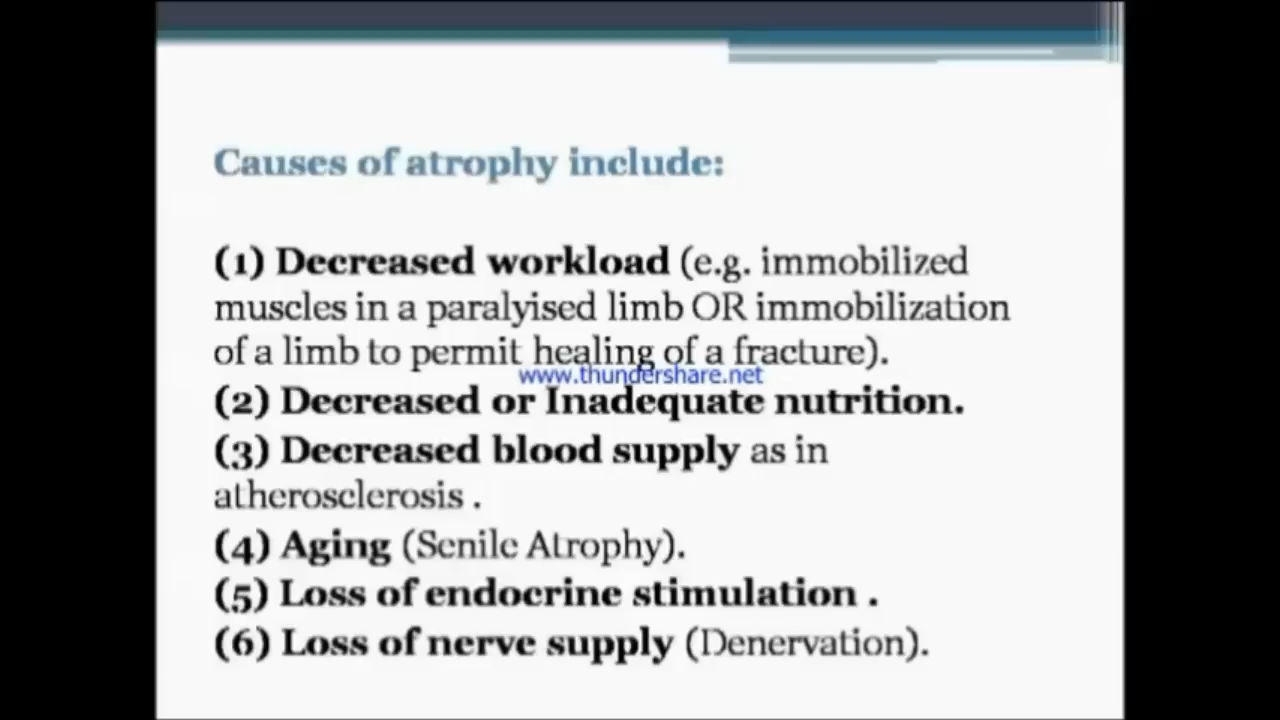 Causes of atrophy include:
(1) Decreased workload (e.g. immobilized
muscles in a paralyised limb OR immobilization
of a limb to permit healing of a fracture).
www.thundershare.net
(2) Decreased or Inadequate nutrition.
(3) Decreased blood supply as in
atherosclerosis .
(4) Aging (Senile Atrophy).
(5) Loss of endocrine stimulation .
(6) Loss of nerve supply (Denervation).